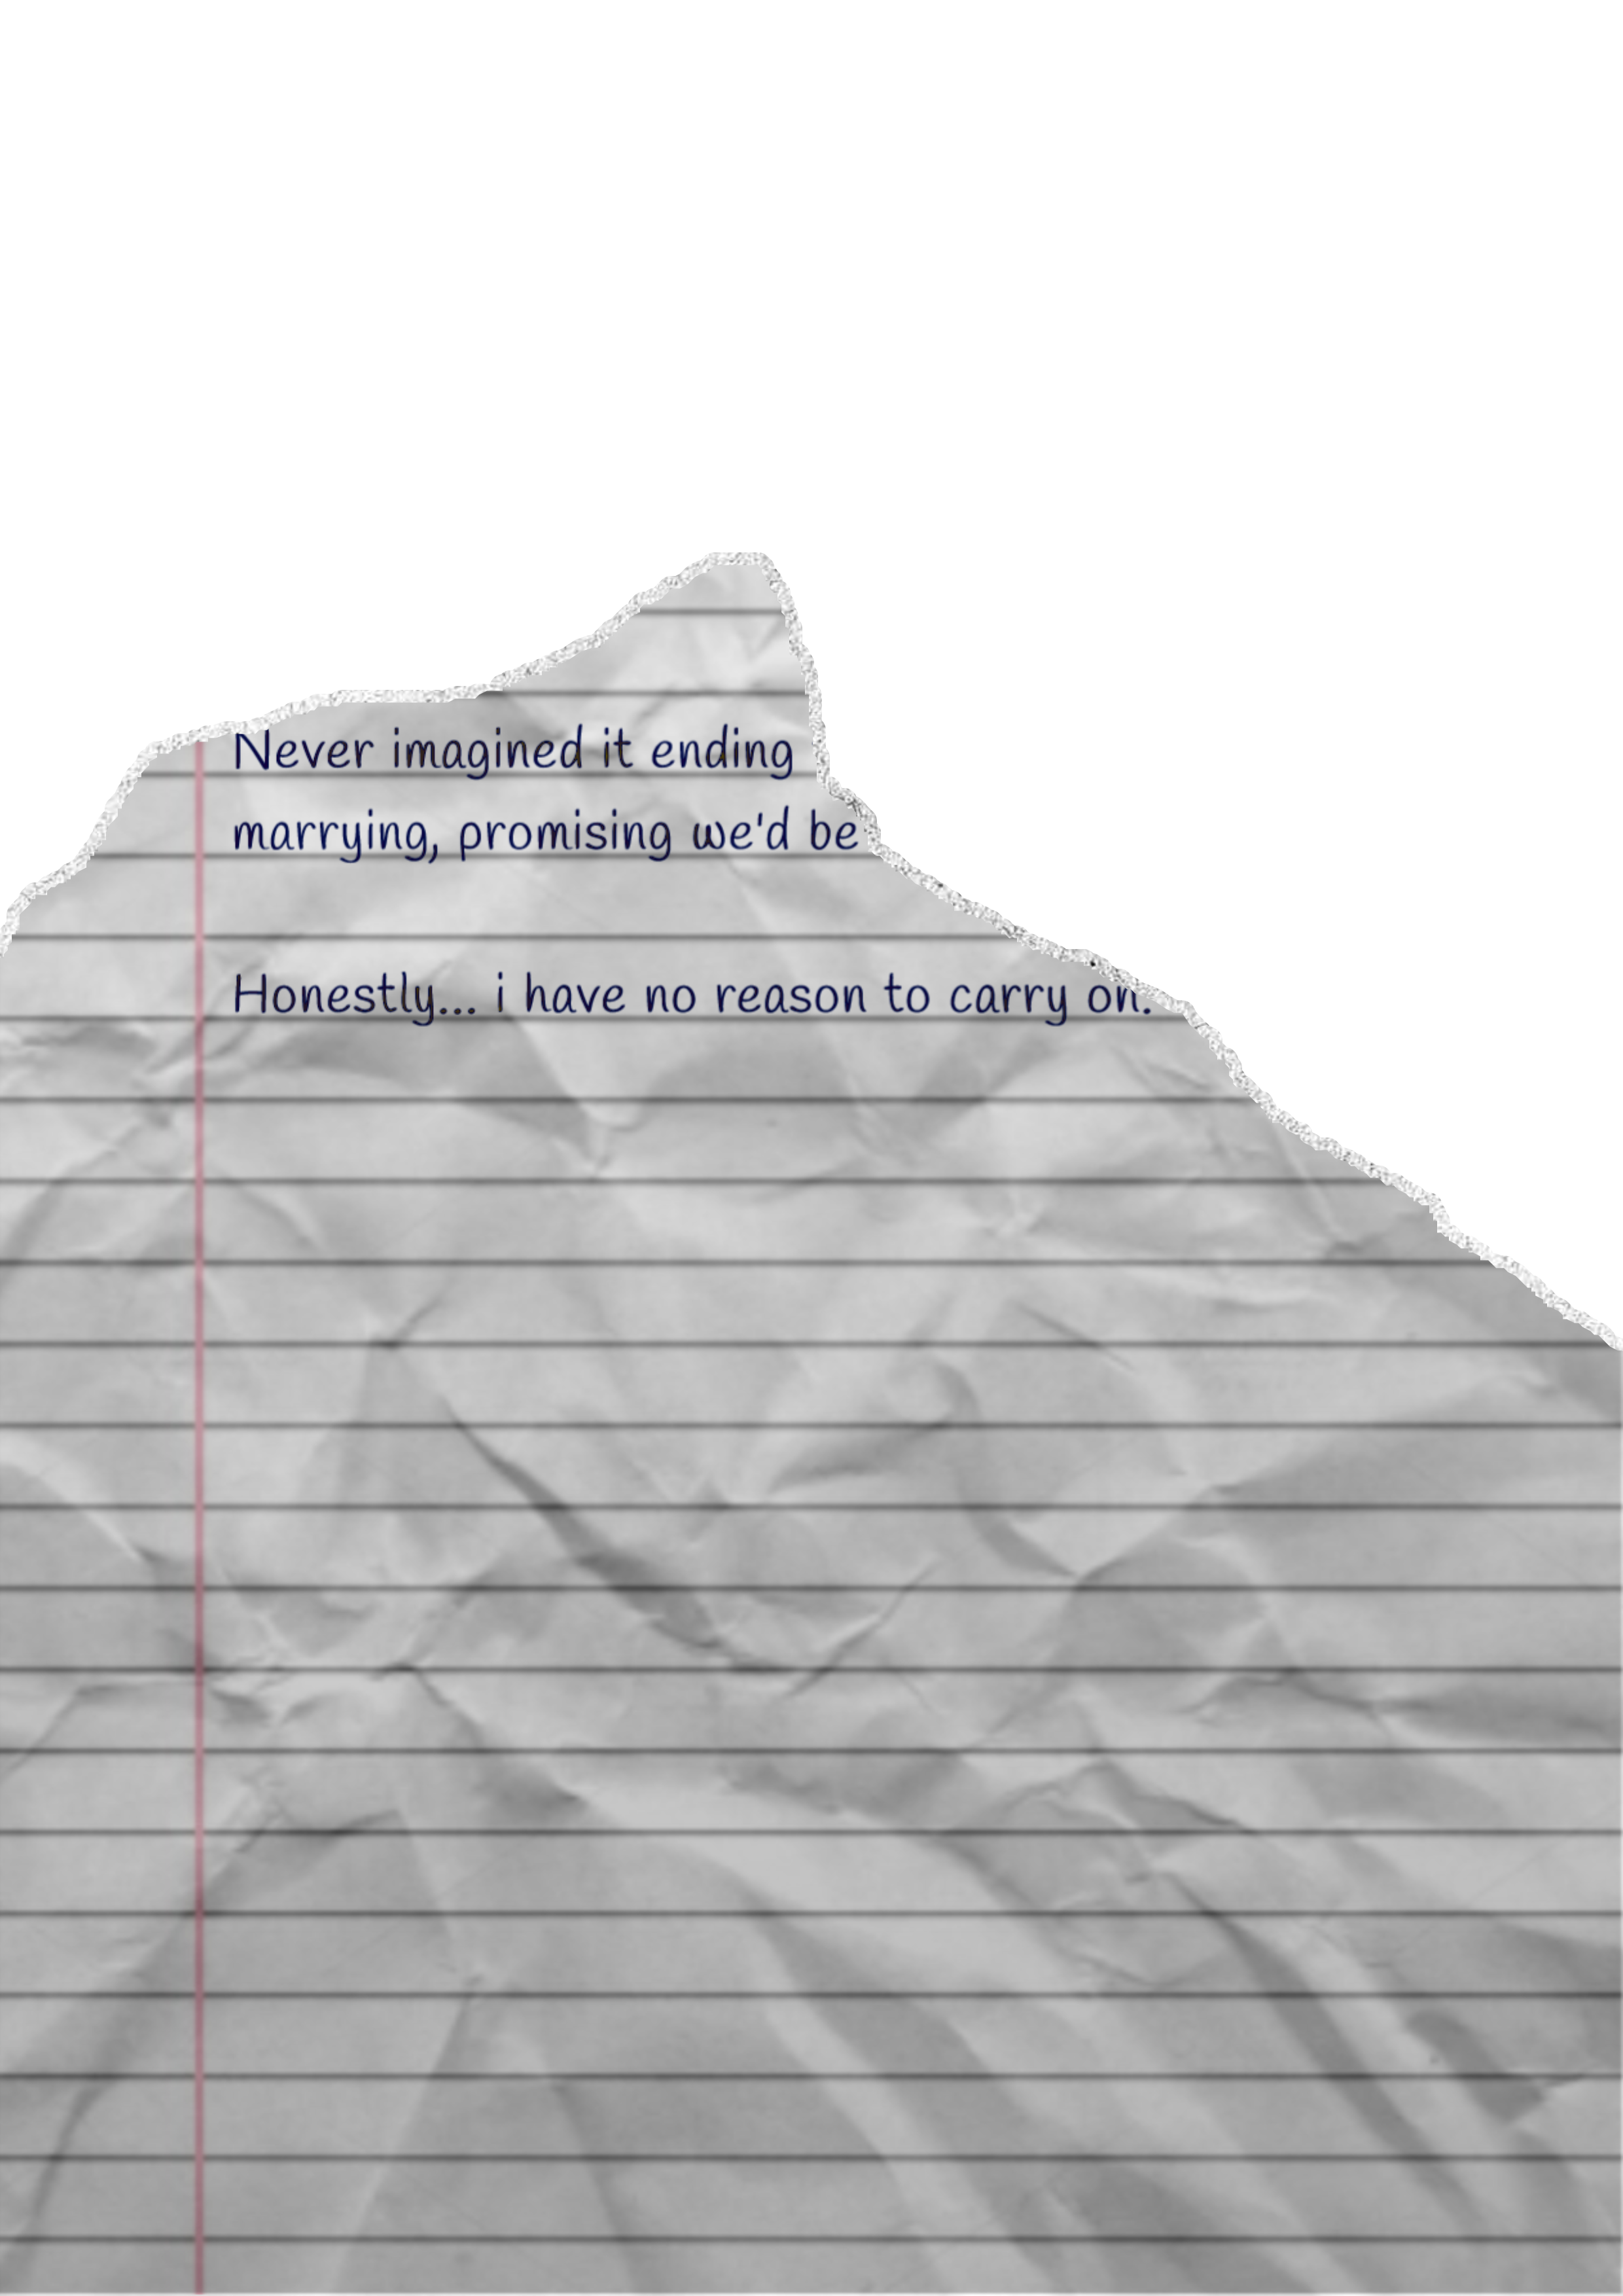 Never imagined it ending
marrying, promising we'd be
Honestly... i have no reason to carry on.